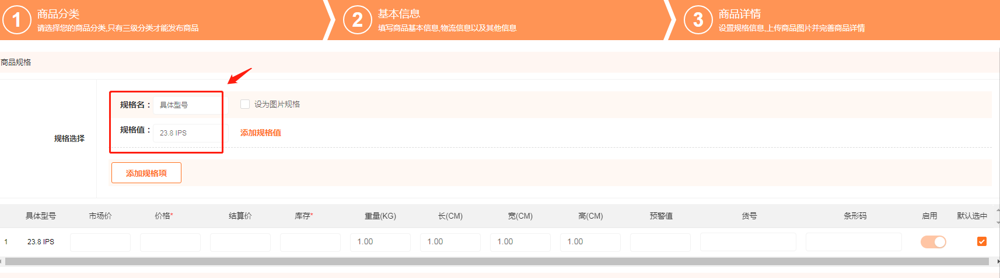 1 商品分类
请选择您的商品分类,只有三级分类才能发布商品
2 基本信息
填写商品基本信息,物流信息以及其他信息
3 商品详情
设置规格信息,上传商品图片并完善商品详情
商品规格
规格选择
规格名： 具体型号 设为图片规格
规格值： 23.8 IPS 添加规格值
添加规格项
具体型号 市场价 价格* 结算价 库存* 重量(KG) 长(CM) 宽(CM) 高(CM) 预警值 货号 条形码 启用 默认选中
1 23.8 IPS 1.00 1.00 1.00 1.00